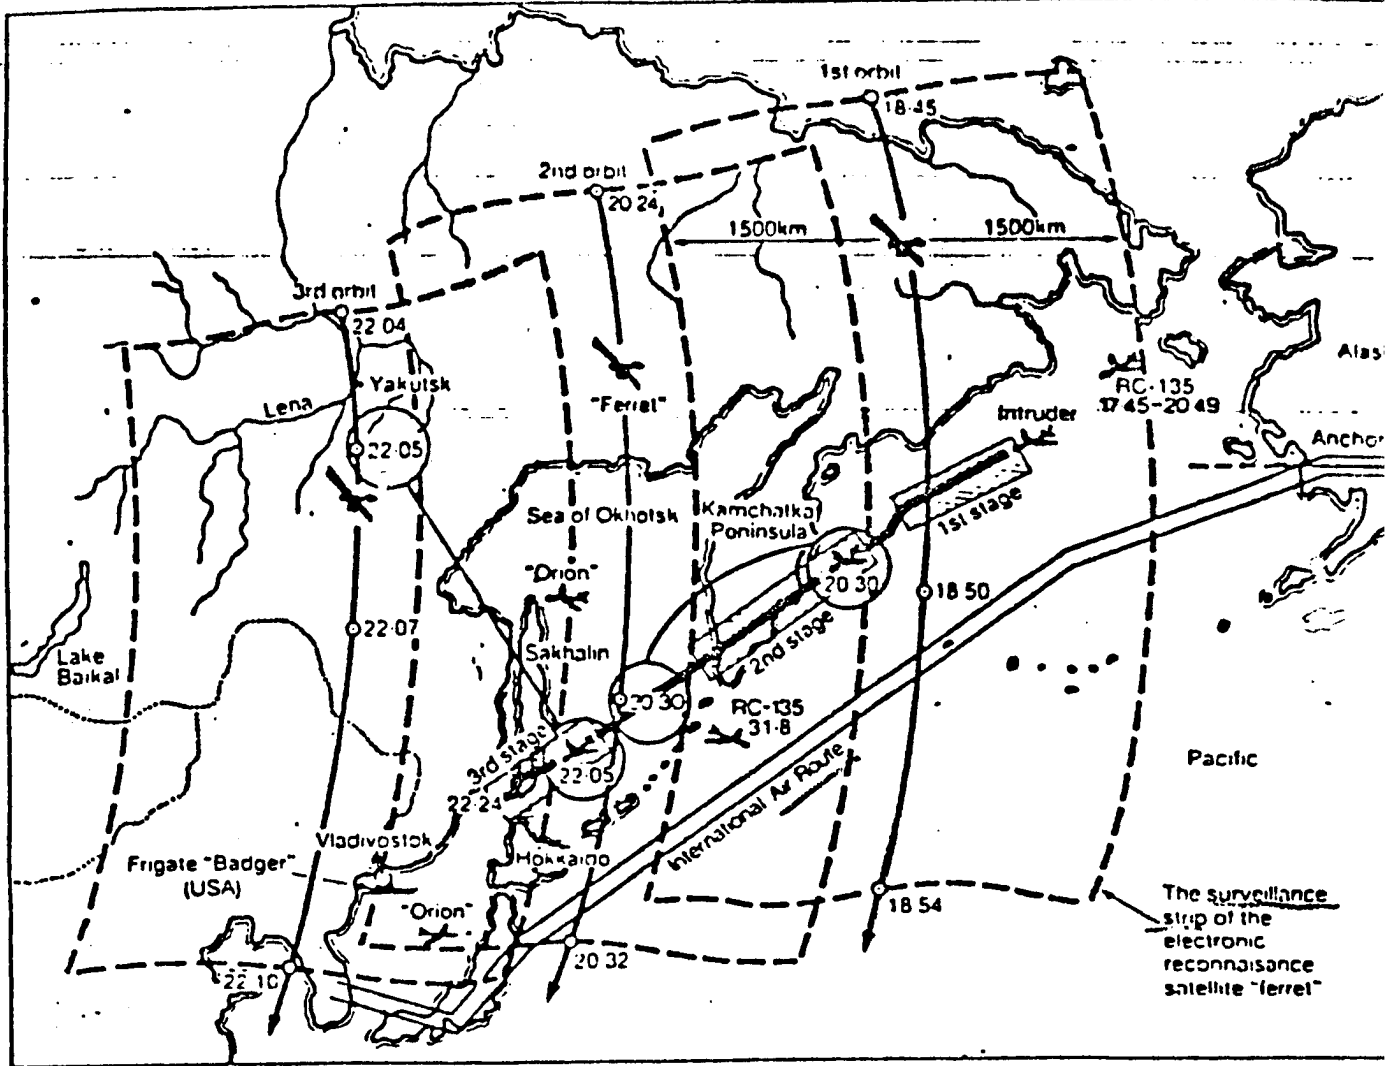 1st orbit
18·45
2nd orbit
20 24
1500km
1500km
3rd orbit
22 04
Yakutsk
Lena
22·05
"Ferret"
RC-135
17 45-20 49
Alas
Intruder
Anchor
1st stage
Kamchatka
Poninsula
Sea of Okhotsk
"Orion"
20 30
18 50
22·07
Lake
Baikal
Sakhalin
2nd stage
20 30
RC-135
31·8
3rd stage
22·05
22·24
Pacific
International Air Route
Vladivostok
Hokkaido
Frigate "Badger"
(USA)
"Orion"
18 54
20 32
22 10
The surveillance
strip of the
electronic
reconnaisance
satellite "ferret"